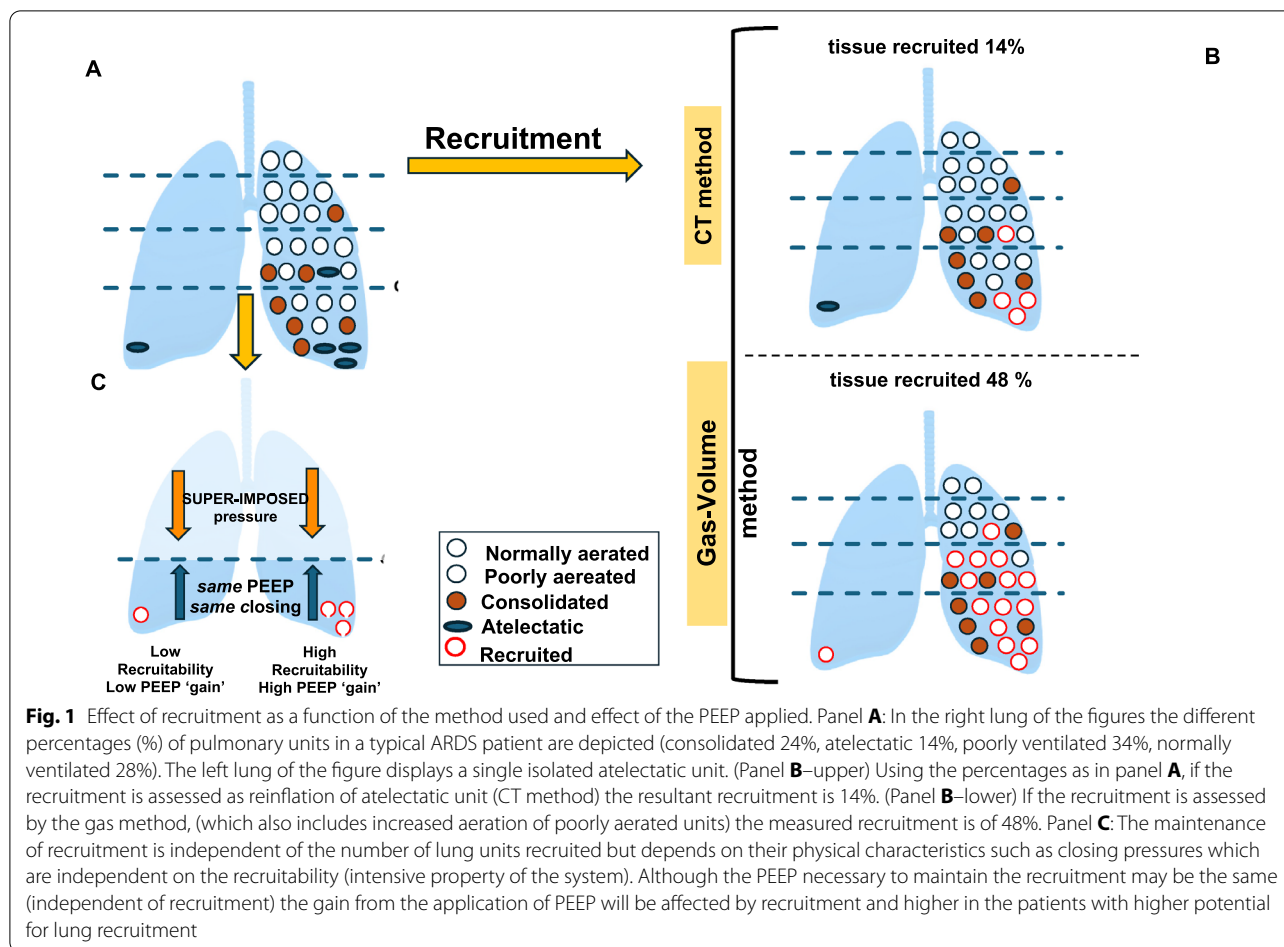 A
Recruitment
C
SUPER-IMPOSED
pressure
same PEEP
same closing
Low
Recruitability
Low PEEP ‘gain’
High
Recruitability
High PEEP ‘gain’
Normally aerated
Poorly aereated
Consolidated
Atelectatic
Recruited
CT method
Gas-Volume
method
tissue recruited 14%
B
tissue recruited 48 %
Fig. 1 Effect of recruitment as a function of the method used and effect of the PEEP applied. Panel A: In the right lung of the figures the different
percentages (%) of pulmonary units in a typical ARDS patient are depicted (consolidated 24%, atelectatic 14%, poorly ventilated 34%, normally
ventilated 28%). The left lung of the figure displays a single isolated atelectatic unit. (Panel B–upper) Using the percentages as in panel A, if the
recruitment is assessed as reinflation of atelectatic unit (CT method) the resultant recruitment is 14%. (Panel B–lower) If the recruitment is assessed
by the gas method, (which also includes increased aeration of poorly aerated units) the measured recruitment is of 48%. Panel C: The maintenance
of recruitment is independent of the number of lung units recruited but depends on their physical characteristics such as closing pressures which
are independent on the recruitability (intensive property of the system). Although the PEEP necessary to maintain the recruitment may be the same
(independent of recruitment) the gain from the application of PEEP will be affected by recruitment and higher in the patients with higher potential
for lung recruitment